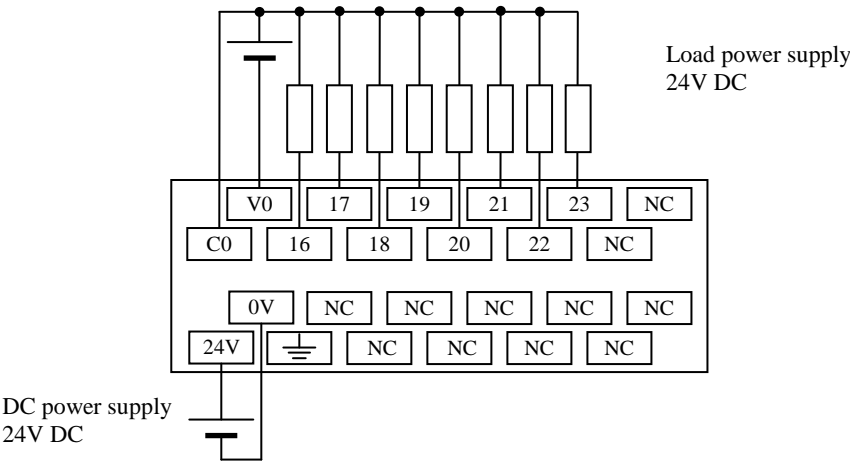 Load power supply
24V DC
V0 17 19 21 23 NC
C0 16 18 20 22 NC
0V NC NC NC NC NC
24V NC NC NC NC
DC power supply
24V DC